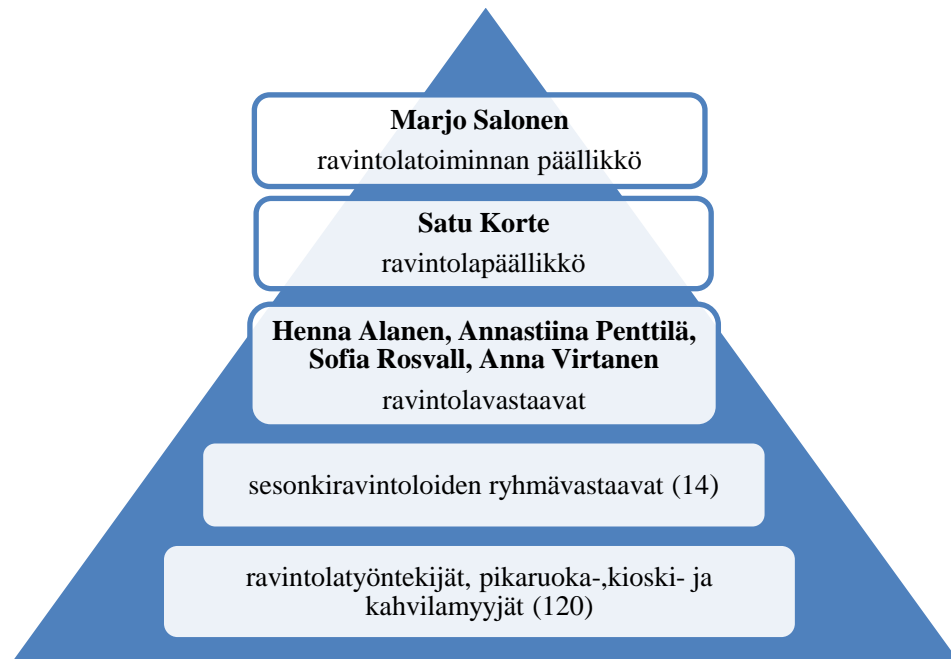 Marjo Salonen
ravintolatoiminnan päällikkö
Satu Korte
ravintolapäällikkö
Henna Alanen, Annastiina Penttilä,
Sofia Rosvall, Anna Virtanen
ravintolavastaavat
sesonkiravintoloiden ryhmävastaavat (14)
ravintolatyöntekijät, pikaruoka-,kioski- ja
kahvilamyyjät (120)